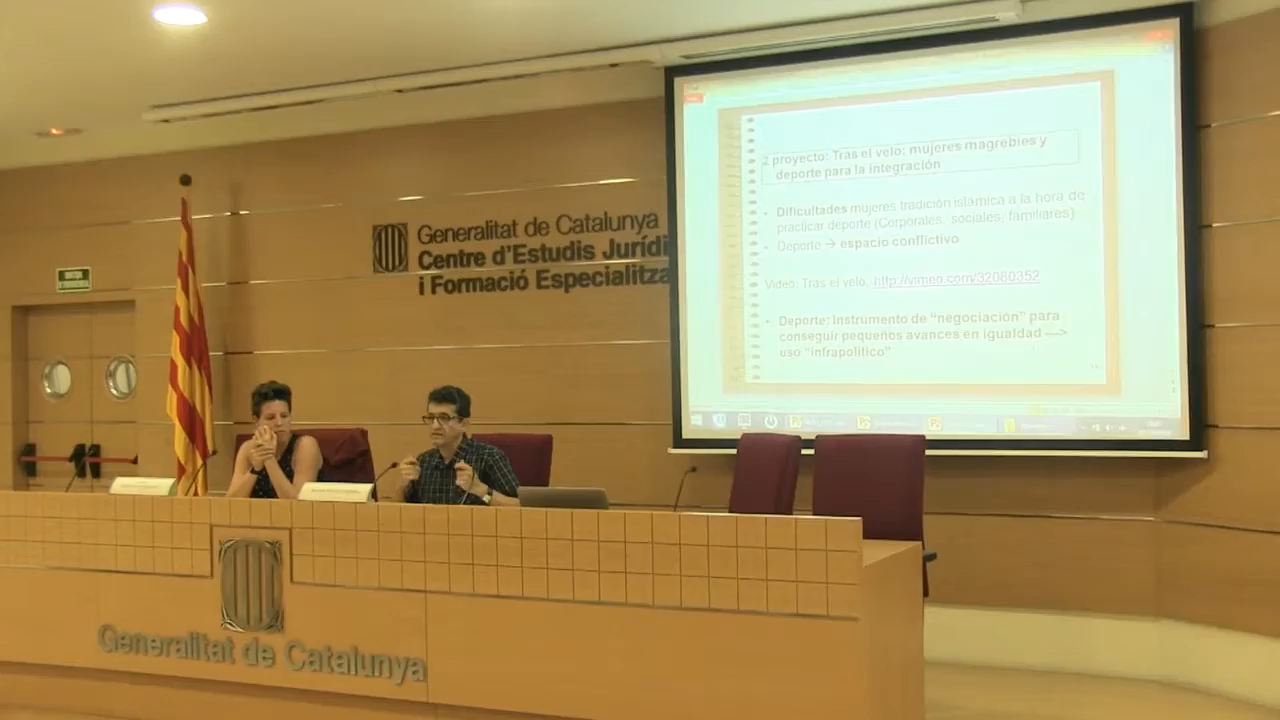 Generalitat de Catalunya
Centre d'Estudis Jurídi
i Formació Especialitza
2 proyecto: Tras el velo: mujeres magrebies y
deporte para la integración
• Dificultades mujeres tradición islámica a la hora de
practicar deporte (Corporales, sociales, familiares)
• Deporte → espacio conflictivo
Video: Tras el velo. http://vimeo.com/32080352
• Deporte: Instrumento de "negociación" para
conseguir pequeños avances en igualdad —>
uso "infrapolítico"
Generalitat de Catalunya